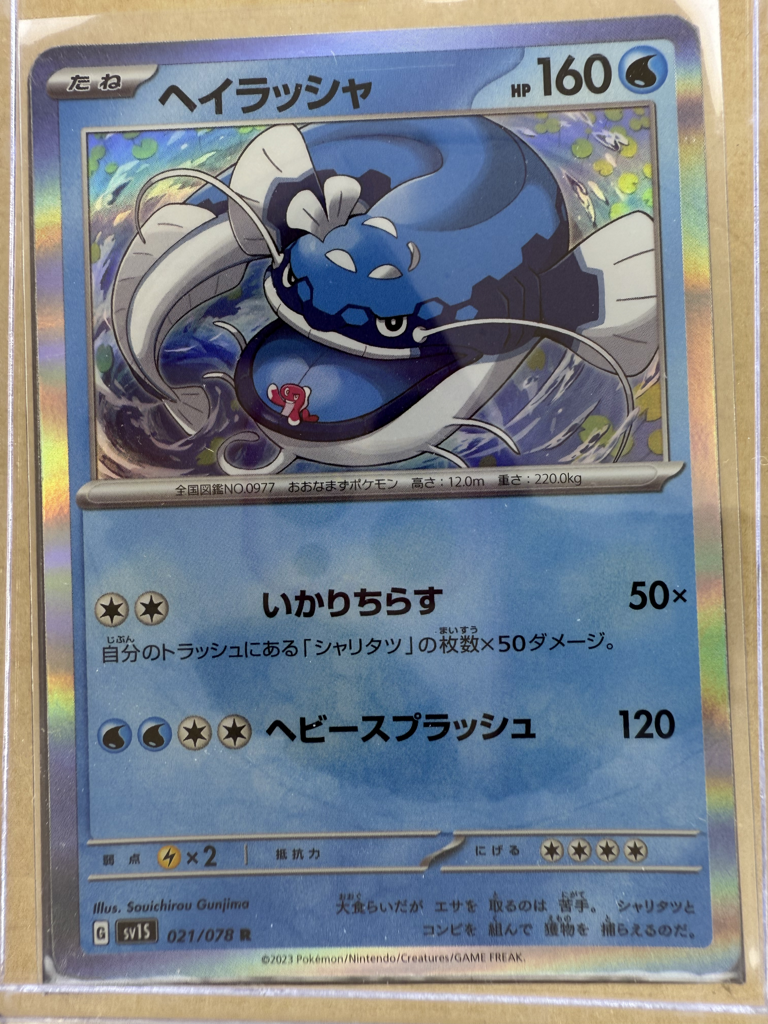 たね ヘイラッシャ HP 160
全国図鑑NO.0977 おおなまずポケモン 高さ:12.0m 重さ:220.0kg
いかりちらす 50×
じぶん まいすう
自分のトラッシュにある「シャリタツ」の枚数×50ダメージ。
ヘビースプラッシュ 120
弱点 ×2 抵抗力 にげる
Illus. Souichirou Gunjima
おおぐ と にがて
大食らいだが エサを 取るのは 苦手。 シャリタツと
く えもの と
コンビを 組んで 獲物を 捕らえるのだ。
G SV1S 021/078 R
©2023 Pokémon/Nintendo/Creatures/GAME FREAK.